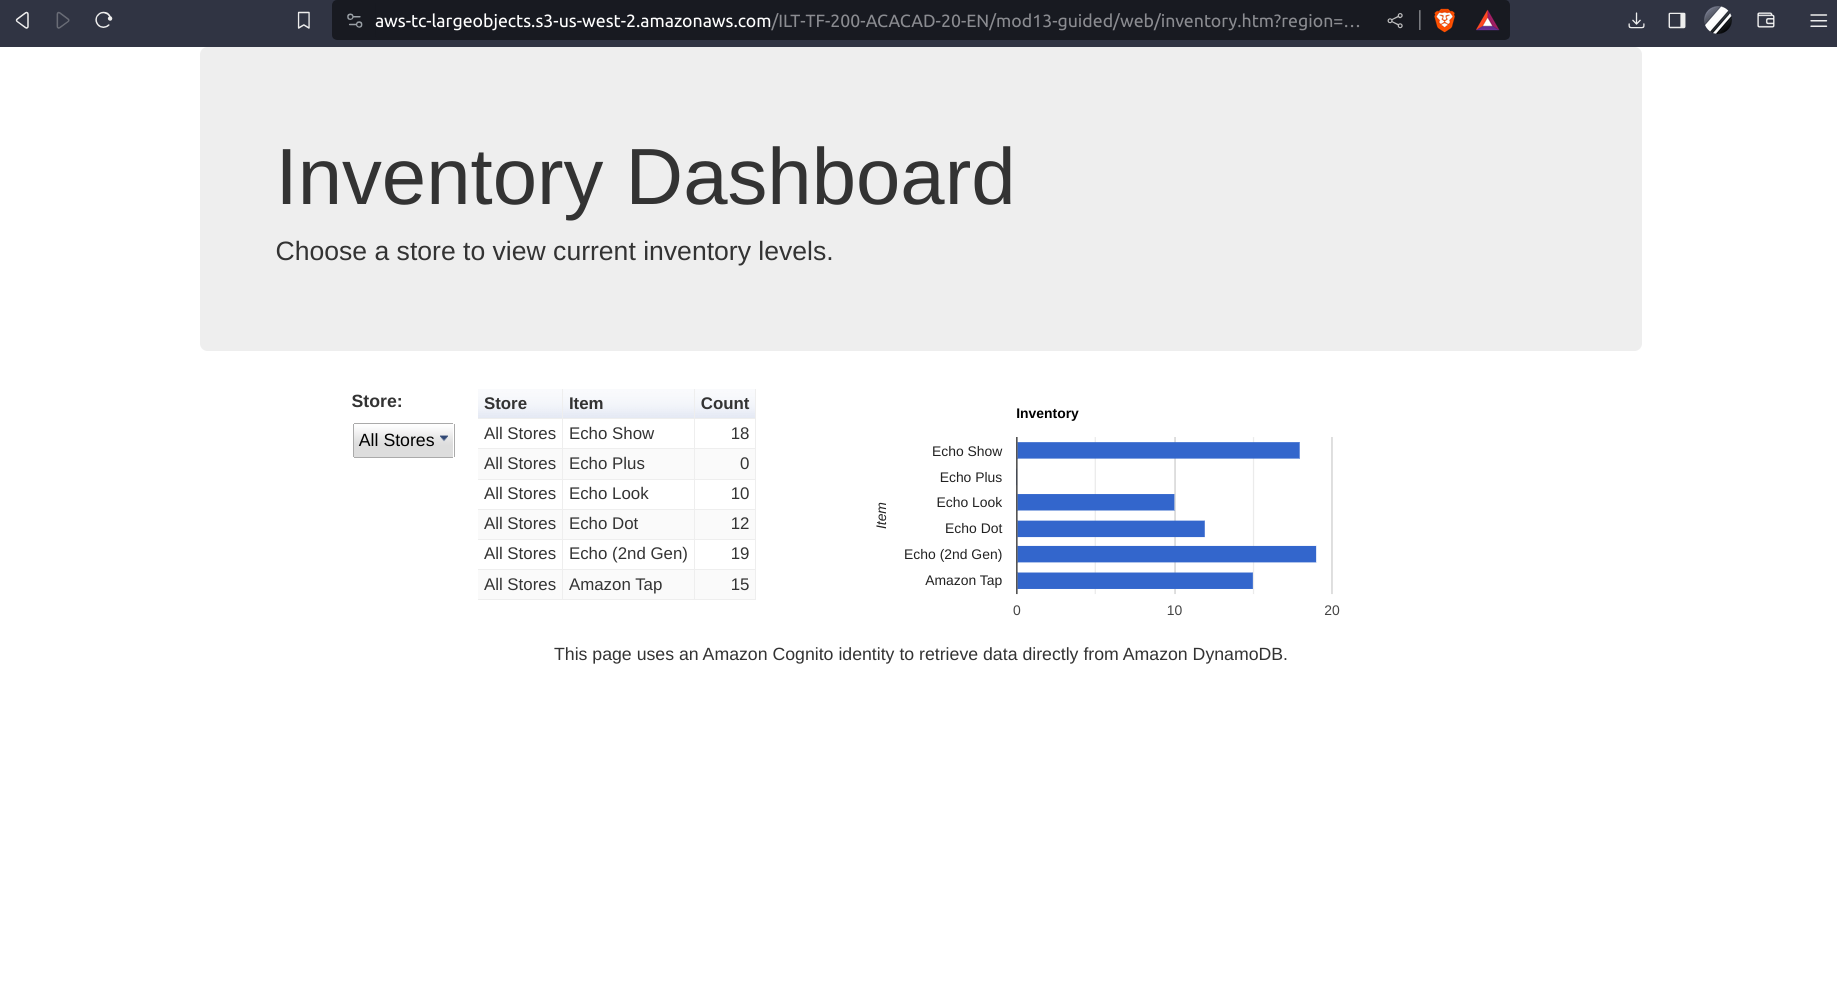 aws-tc-largeobjects.s3-us-west-2.amazonaws.com/ILT-TF-200-ACACAD-20-EN/mod13-guided/web/inventory.htm?region=…
Inventory Dashboard
Choose a store to view current inventory levels.
Store:
All Stores
Store Item Count
All Stores Echo Show 18
All Stores Echo Plus 0
All Stores Echo Look 10
All Stores Echo Dot 12
All Stores Echo (2nd Gen) 19
All Stores Amazon Tap 15
Inventory
Item
Echo Show
Echo Plus
Echo Look
Echo Dot
Echo (2nd Gen)
Amazon Tap
0 10 20
This page uses an Amazon Cognito identity to retrieve data directly from Amazon DynamoDB.